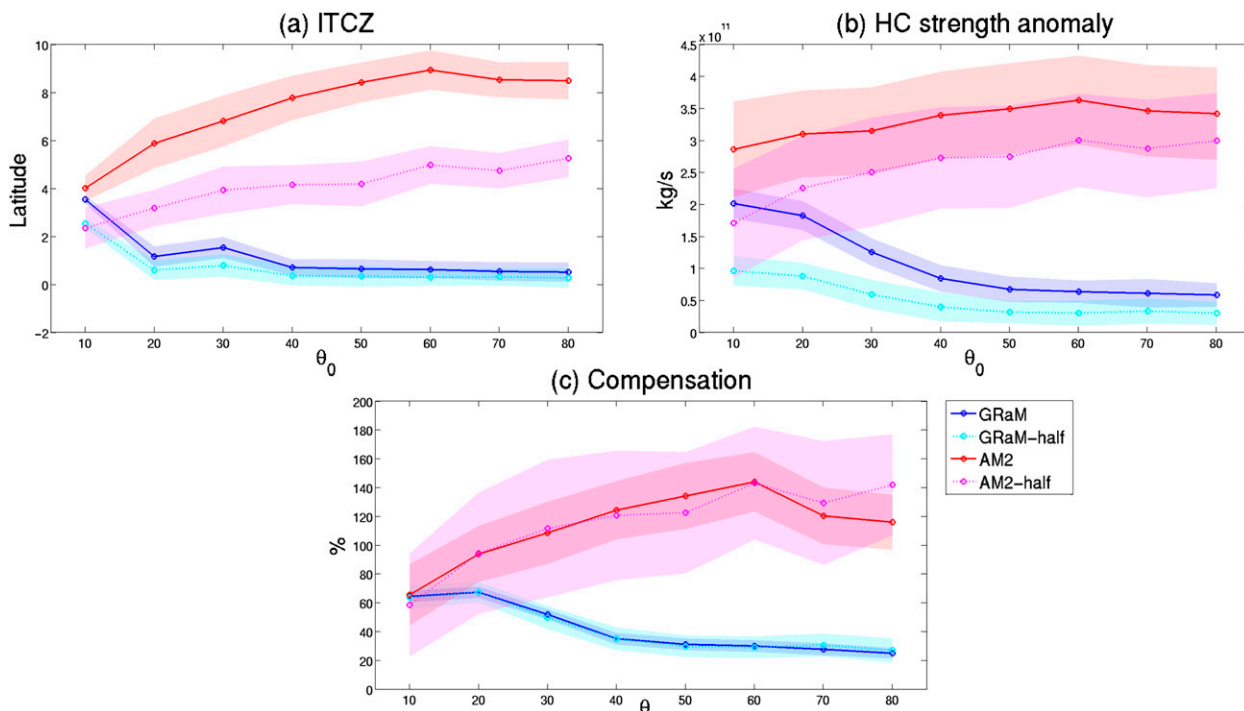 (a) ITCZ
Latitude
10
8
6
4
2
0
−2
10 20 30 40 50 60 70 80
θ0
(b) HC strength anomaly
x 10^11
kg/s
4.5
4
3.5
3
2.5
2
1.5
1
0.5
0
10 20 30 40 50 60 70 80
θ0
(c) Compensation
%
200
180
160
140
120
100
80
60
40
20
0
10 20 30 40 50 60 70 80
θ
GRaM
GRaM−half
AM2
AM2−half